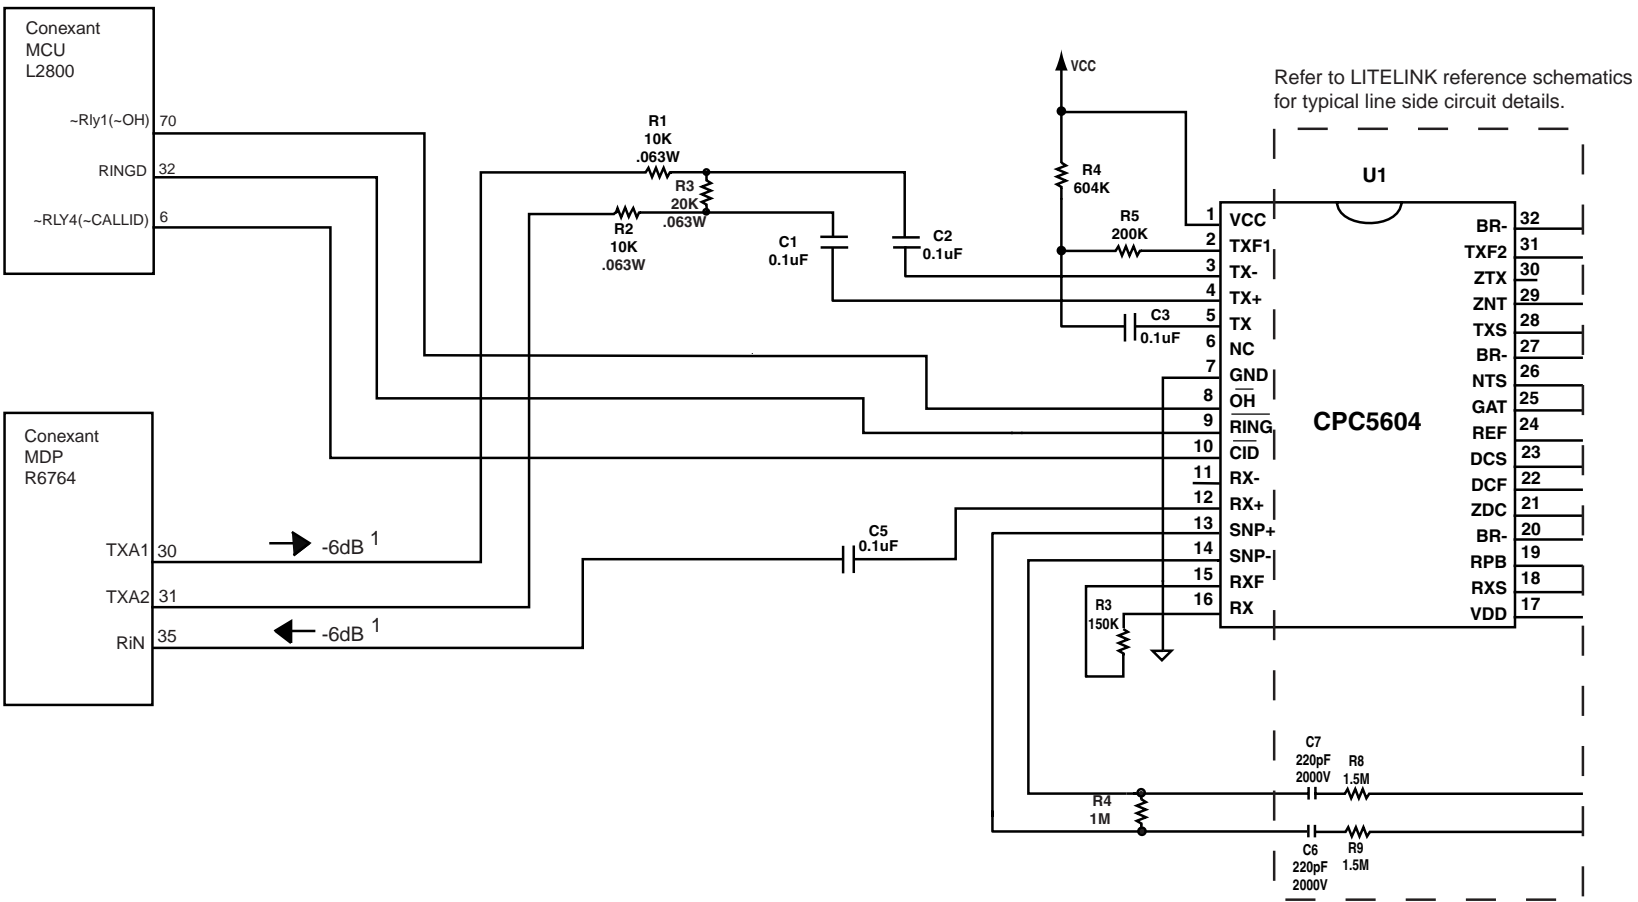 Conexant
MCU
L2800
~Rly1(~OH) 70
RINGD 32
~RLY4(~CALLID) 6
Conexant
MDP
R6764
TXA1 30
TXA2 31
RiN 35
-6dB 1
-6dB 1
R1
10K
.063W
R3
20K
.063W
R2
10K
.063W
C1
0.1uF
C2
0.1uF
VCC
R4
604K
R5
200K
C3
0.1uF
C5
0.1uF
R3
150K
R4
1M
Refer to LITELINK reference schematics
for typical line side circuit details.
U1
CPC5604
1 VCC
2 TXF1
3 TX-
4 TX+
5 TX
6 NC
7 GND
8 OH
9 RING
10 CID
11 RX-
12 RX+
13 SNP+
14 SNP-
15 RXF
16 RX
BR- 32
TXF2 31
ZTX 30
ZNT 29
TXS 28
BR- 27
NTS 26
GAT 25
REF 24
DCS 23
DCF 22
ZDC 21
BR- 20
RPB 19
RXS 18
VDD 17
C7
220pF
2000V
R8
1.5M
C6
220pF
2000V
R9
1.5M